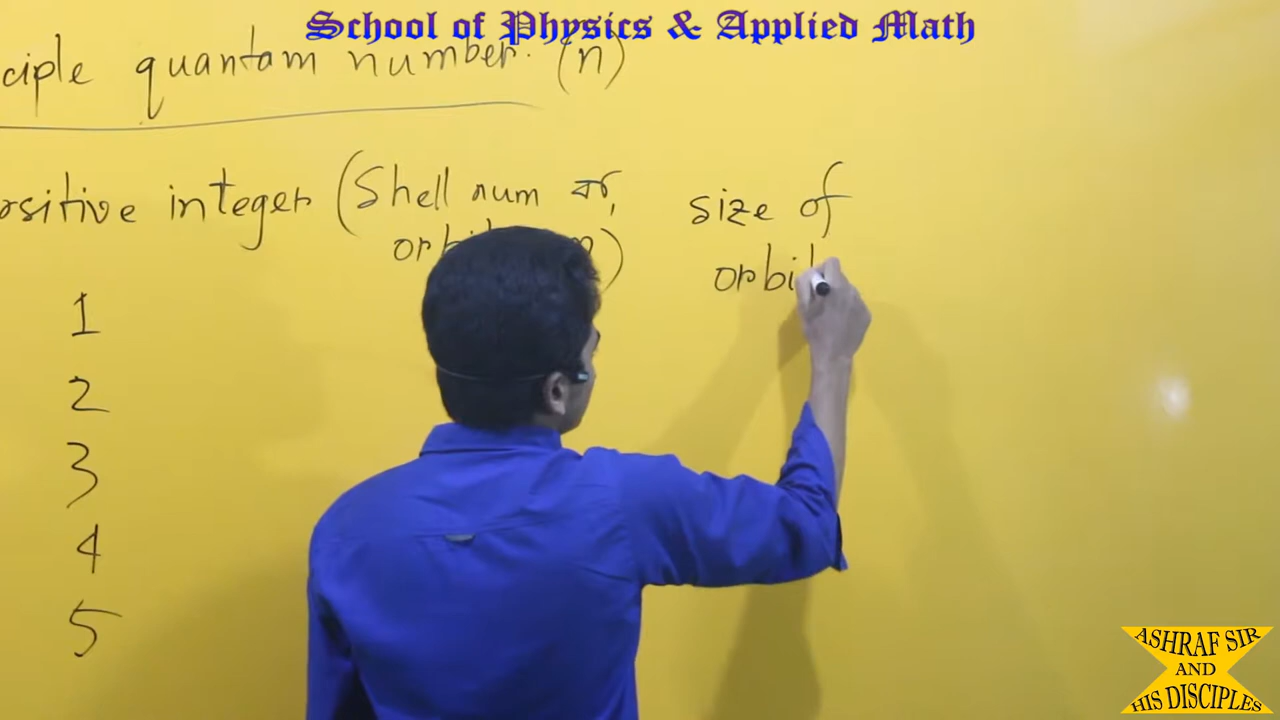 School of Physics & Applied Math
ciple quantam number. (n)
ositive integer (Shell num বা,
size of
orbi
1
2
3
4
5
ASHRAF SIR
AND
HIS DISCIPLES